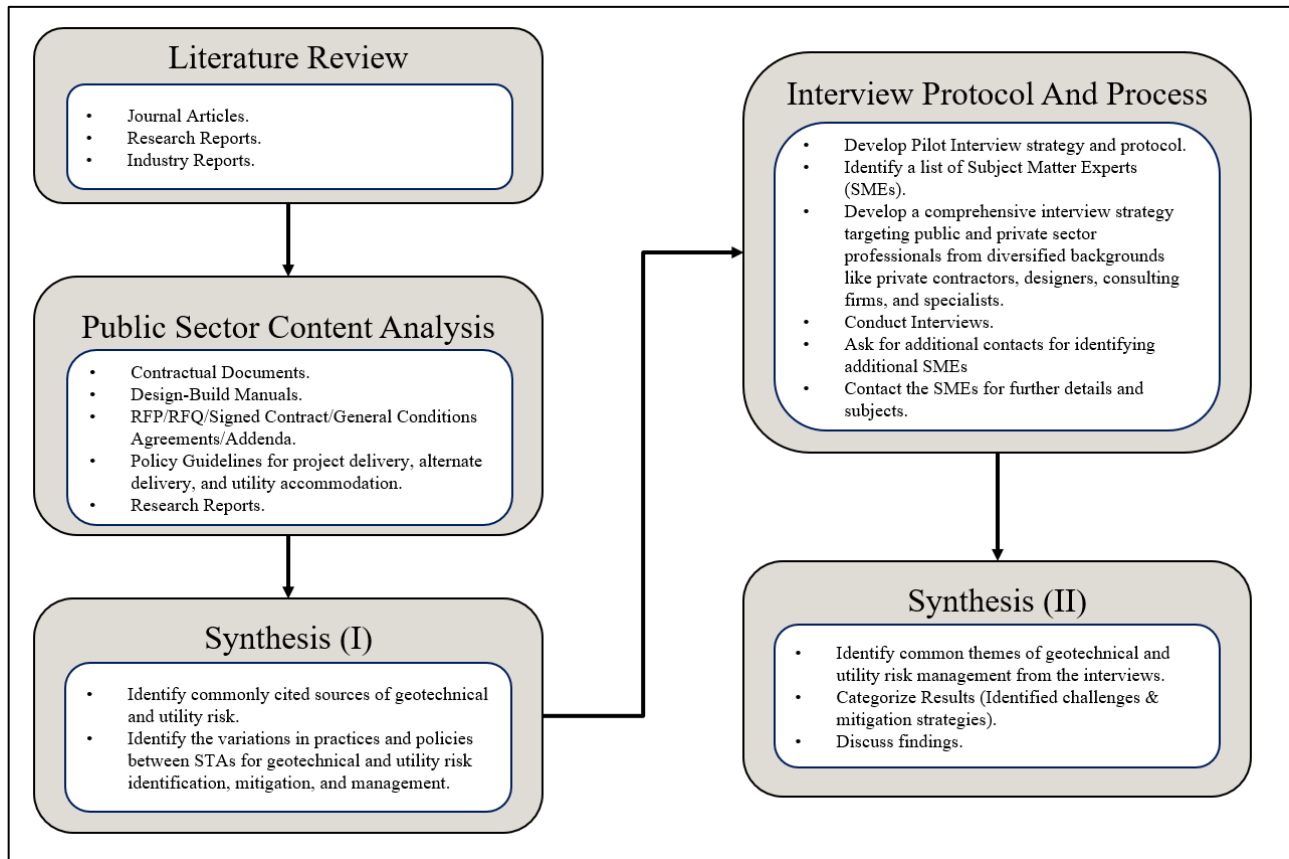 Literature Review
• Journal Articles.
• Research Reports.
• Industry Reports.
Public Sector Content Analysis
• Contractual Documents.
• Design-Build Manuals.
• RFP/RFQ/Signed Contract/General Conditions
Agreements/Addenda.
• Policy Guidelines for project delivery, alternate
delivery, and utility accommodation.
• Research Reports.
Synthesis (I)
• Identify commonly cited sources of geotechnical
and utility risk.
• Identify the variations in practices and policies
between STAs for geotechnical and utility risk
identification, mitigation, and management.
Interview Protocol And Process
• Develop Pilot Interview strategy and protocol.
• Identify a list of Subject Matter Experts
(SMEs).
• Develop a comprehensive interview strategy
targeting public and private sector
professionals from diversified backgrounds
like private contractors, designers, consulting
firms, and specialists.
• Conduct Interviews.
• Ask for additional contacts for identifying
additional SMEs
• Contact the SMEs for further details and
subjects.
Synthesis (II)
• Identify common themes of geotechnical and
utility risk management from the interviews.
• Categorize Results (Identified challenges &
mitigation strategies).
• Discuss findings.